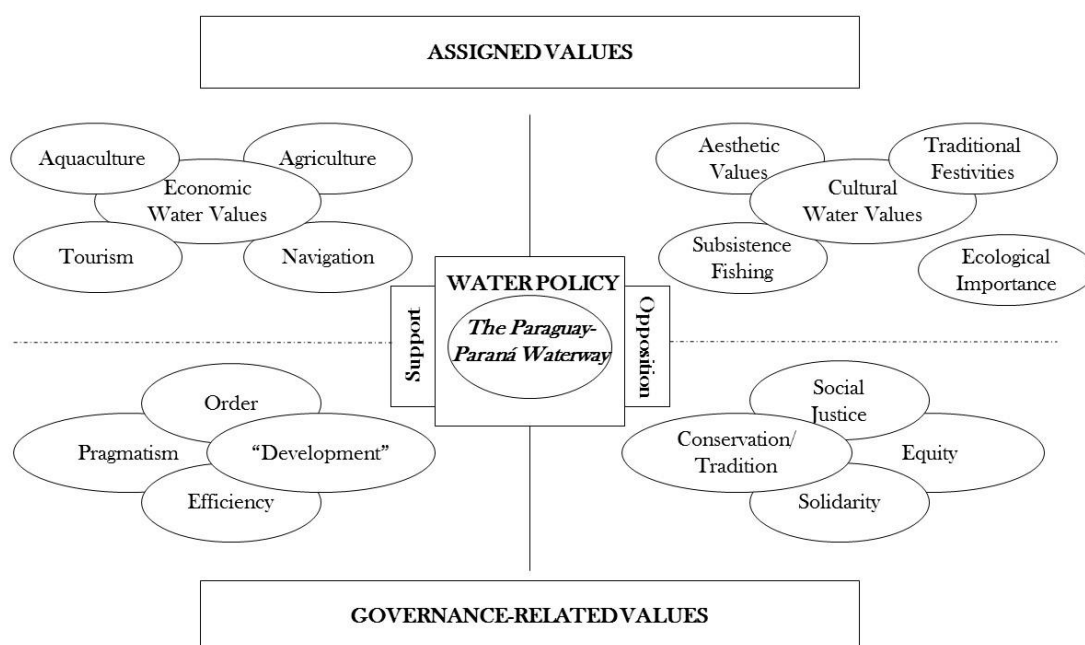 ASSIGNED VALUES
Aquaculture
Agriculture
Economic
Water Values
Tourism
Navigation
Aesthetic
Values
Traditional
Festivities
Cultural
Water Values
Subsistence
Fishing
Ecological
Importance
WATER POLICY
The Paraguay-
Paraná Waterway
Support
Opposition
Order
Pragmatism
“Development”
Efficiency
Social
Justice
Conservation/
Tradition
Equity
Solidarity
GOVERNANCE-RELATED VALUES